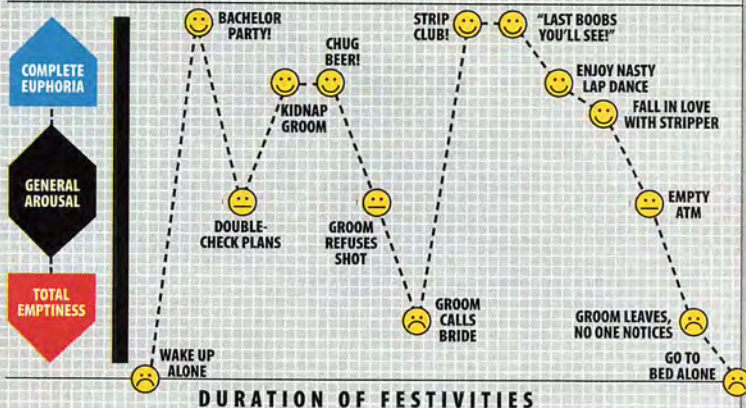 COMPLETE
EUPHORIA
GENERAL
AROUSAL
TOTAL
EMPTINESS
WAKE UP
ALONE
BACHELOR
PARTY!
DOUBLE-
CHECK PLANS
KIDNAP
GROOM
CHUG
BEER!
GROOM
REFUSES
SHOT
GROOM
CALLS
BRIDE
STRIP
CLUB!
“LAST BOOBS
YOU’LL SEE!”
ENJOY NASTY
LAP DANCE
FALL IN LOVE
WITH STRIPPER
EMPTY
ATM
GROOM LEAVES,
NO ONE NOTICES
GO TO
BED ALONE
DURATION OF FESTIVITIES